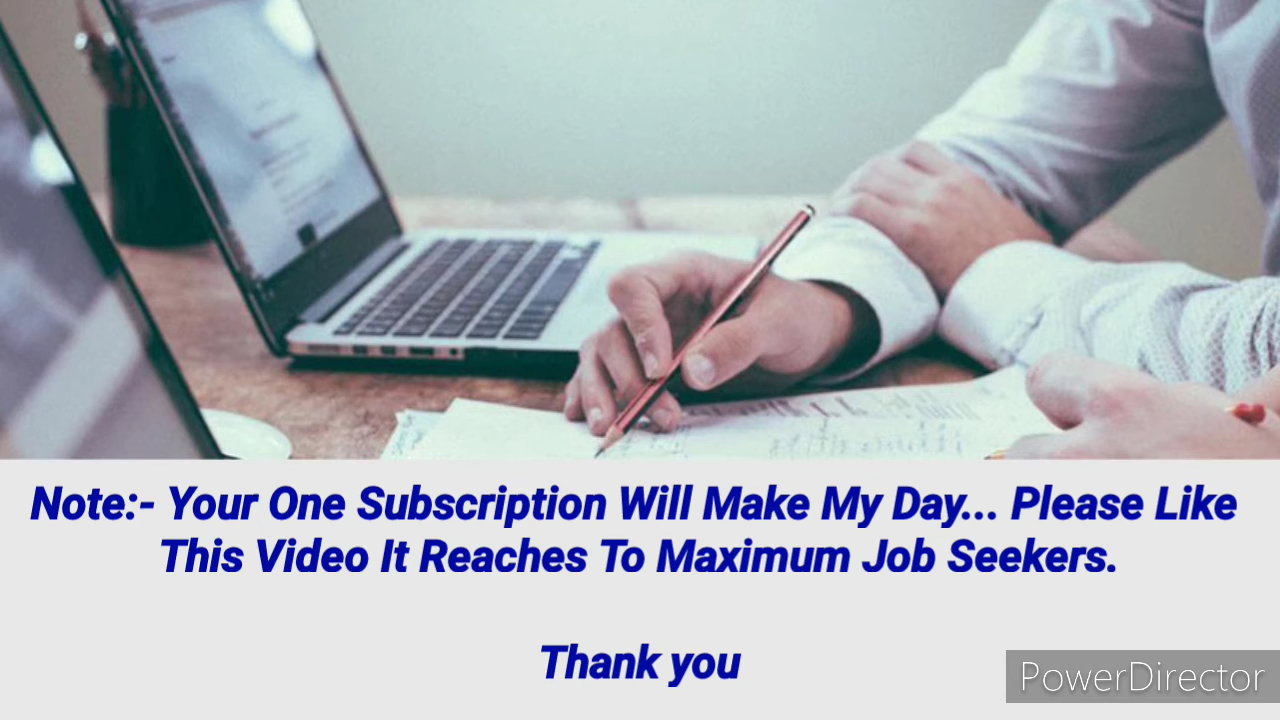 Note:- Your One Subscription Will Make My Day... Please Like
This Video It Reaches To Maximum Job Seekers.
Thank you
PowerDirector